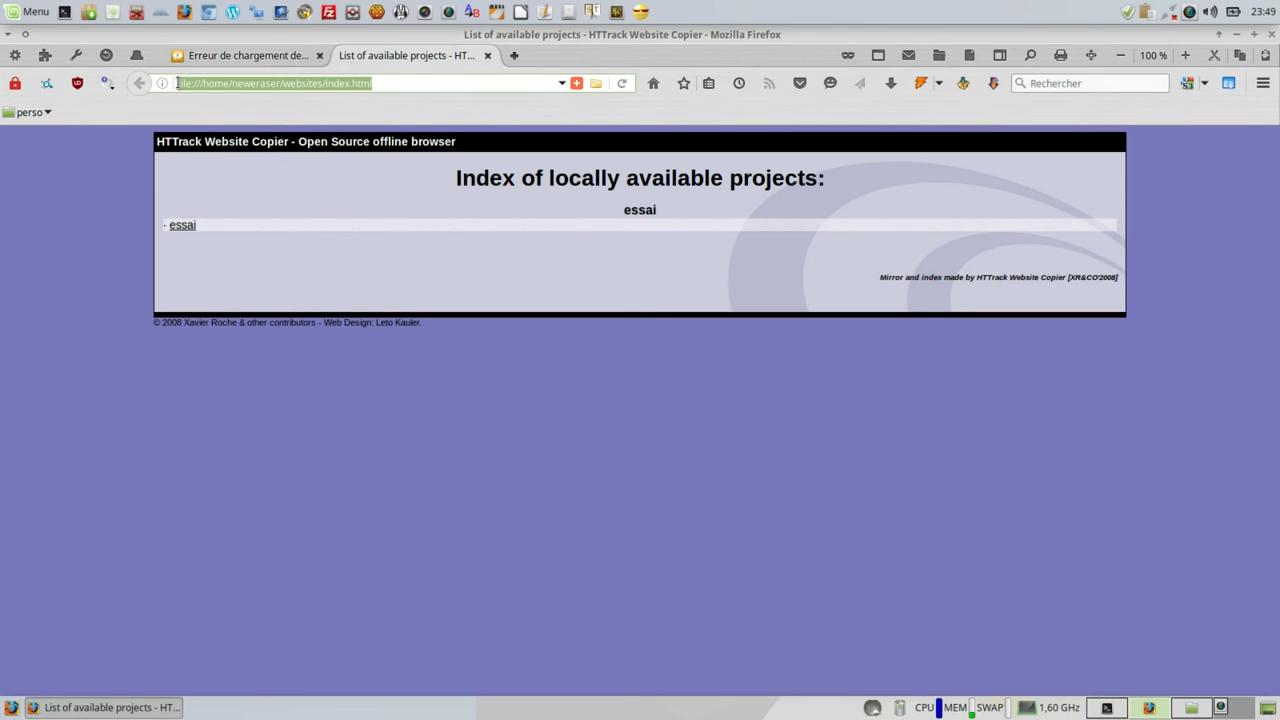 Menu
23:49
List of available projects - HTTrack Website Copier - Mozilla Firefox
Erreur de chargement de...
List of available projects - HT...
100 %
file:///home/neweraser/websites/index.html
Rechercher
perso
HTTrack Website Copier - Open Source offline browser
Index of locally available projects:
essai
· essai
Mirror and index made by HTTrack Website Copier [XR&CO'2008]
© 2008 Xavier Roche & other contributors - Web Design: Leto Kauler.
List of available projects - HT...
CPU MEM SWAP 1,60 GHz